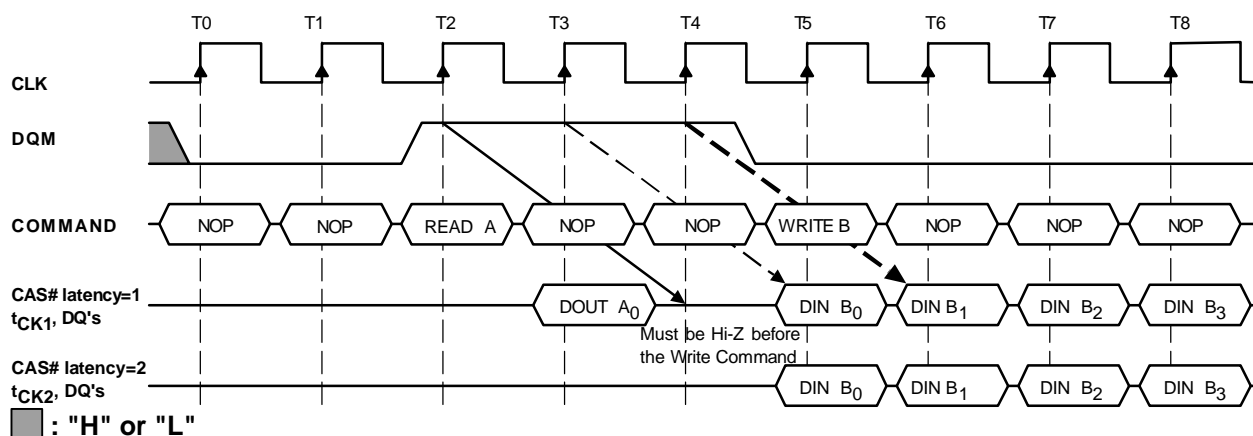 T0 T1 T2 T3 T4 T5 T6 T7 T8
CLK
DQM
COMMAND NOP NOP READ A NOP NOP WRITE B NOP NOP NOP
CAS# latency=1
tCK1, DQ's
DOUT A0 DIN B0 DIN B1 DIN B2 DIN B3
Must be Hi-Z before
the Write Command
CAS# latency=2
tCK2, DQ's
DIN B0 DIN B1 DIN B2 DIN B3
: "H" or "L"